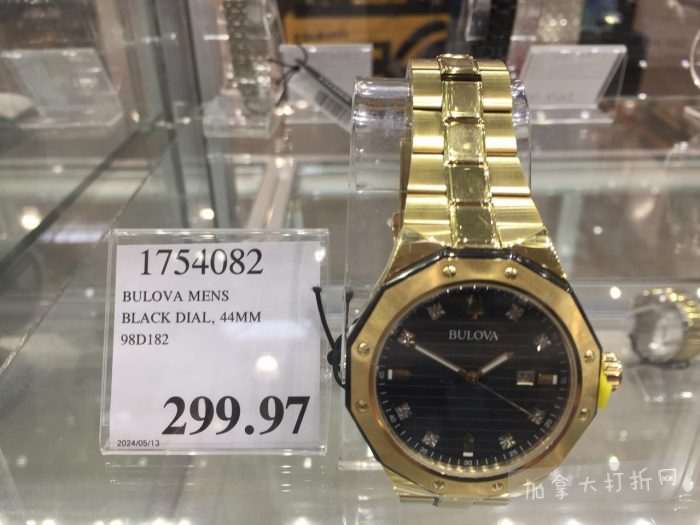 1754082
BULOVA MENS
BLACK DIAL, 44MM
98D182
299.97
2024/05/13
BULOVA
加拿大打折网